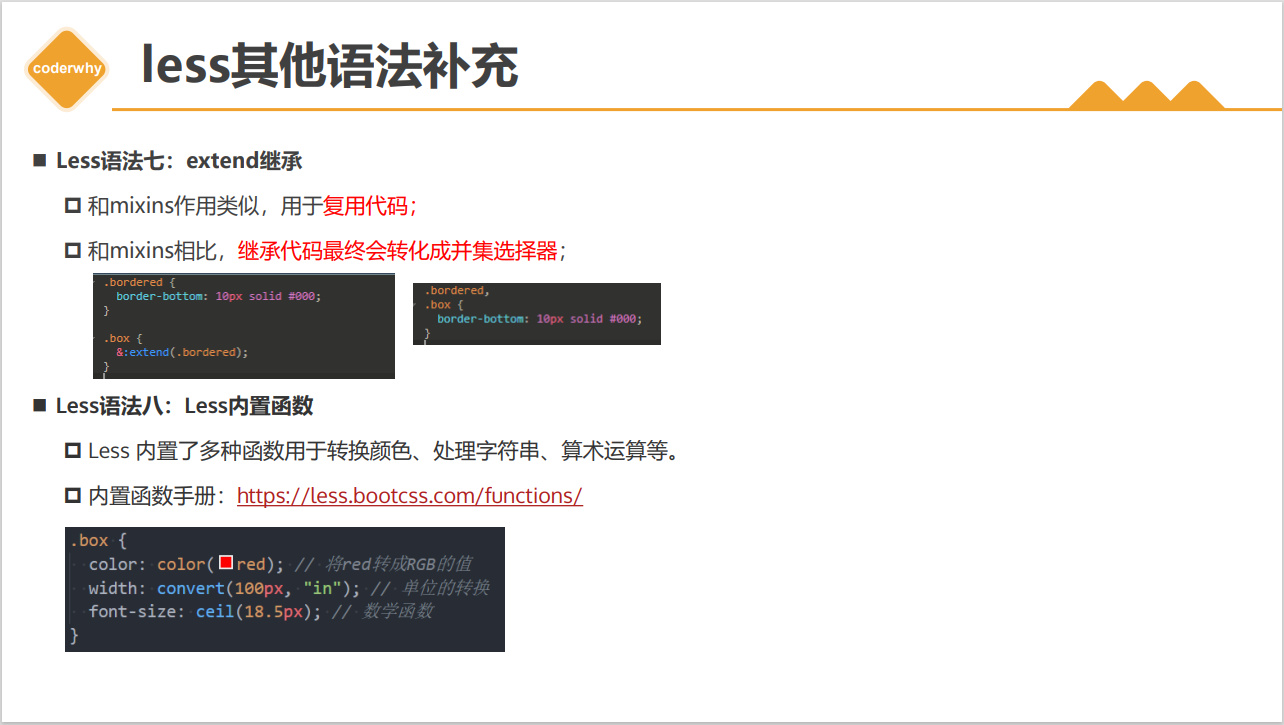 coderwhy
less其他语法补充
Less语法七：extend继承
和mixins作用类似，用于复用代码；
和mixins相比，继承代码最终会转化成并集选择器；
.bordered {
border-bottom: 10px solid #000;
}
.box {
&:extend(.bordered);
}
.bordered,
.box {
border-bottom: 10px solid #000;
}
Less语法八：Less内置函数
Less 内置了多种函数用于转换颜色、处理字符串、算术运算等。
内置函数手册：https://less.bootcss.com/functions/
.box {
color: color(red); // 将red转成RGB的值
width: convert(100px, "in"); // 单位的转换
font-size: ceil(18.5px); // 数学函数
}